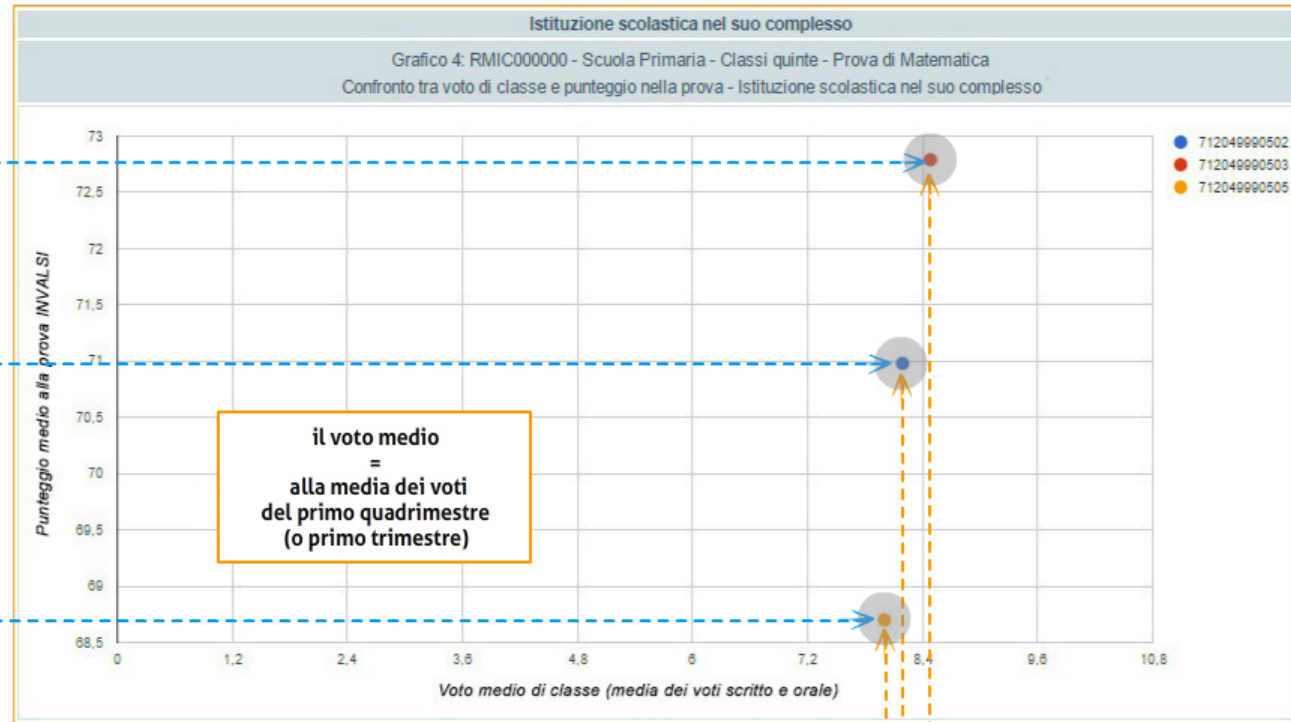 Istituzione scolastica nel suo complesso
Grafico 4: RMIC000000 - Scuola Primaria - Classi quinte - Prova di Matematica
Confronto tra voto di classe e punteggio nella prova - Istituzione scolastica nel suo complesso
73
72,5
72
71,5
71
70,5
70
69,5
69
68,5
Punteggio medio alla prova INVALSI
712049990502
712049990503
712049990505
il voto medio
=
alla media dei voti
del primo quadrimestre
(o primo trimestre)
0 1,2 2,4 3,6 4,8 6 7,2 8,4 9,6 10,8
Voto medio di classe (media dei voti scritto e orale)